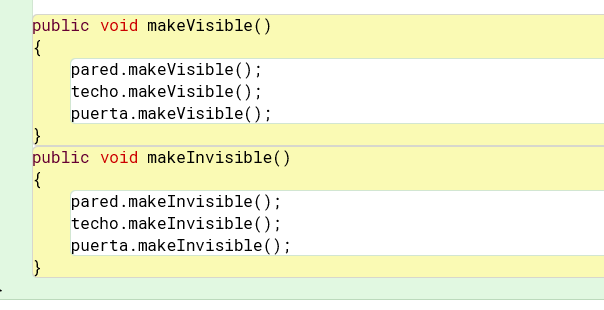 public void makeVisible()
{
pared.makeVisible();
techo.makeVisible();
puerta.makeVisible();
}
public void makeInvisible()
{
pared.makeInvisible();
techo.makeInvisible();
puerta.makeInvisible();
}